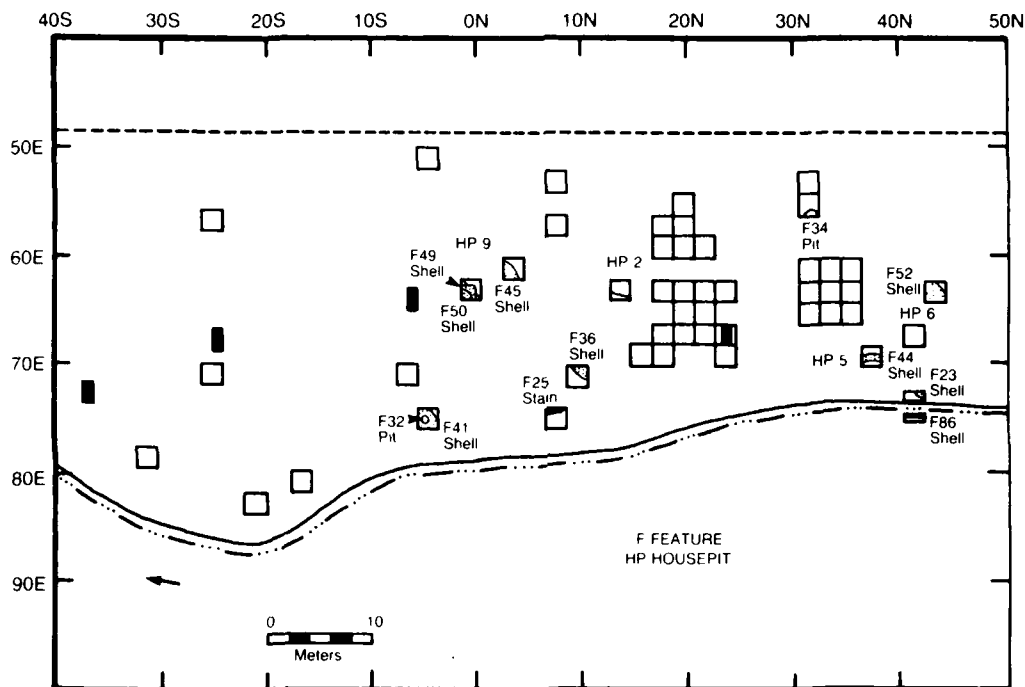 40S 30S 20S 10S 0N 10N 20N 30N 40N 50N
50E
60E
70E
80E
90E
F49
Shell
HP 9
F50
Shell
F45
Shell
HP 2
F34
Pit
F52
Shell
HP 6
HP 5
F44
Shell
F23
Shell
F86
Shell
F36
Shell
F25
Stain
F32
Pit
F41
Shell
F FEATURE
HP HOUSEPIT
0 10
Meters